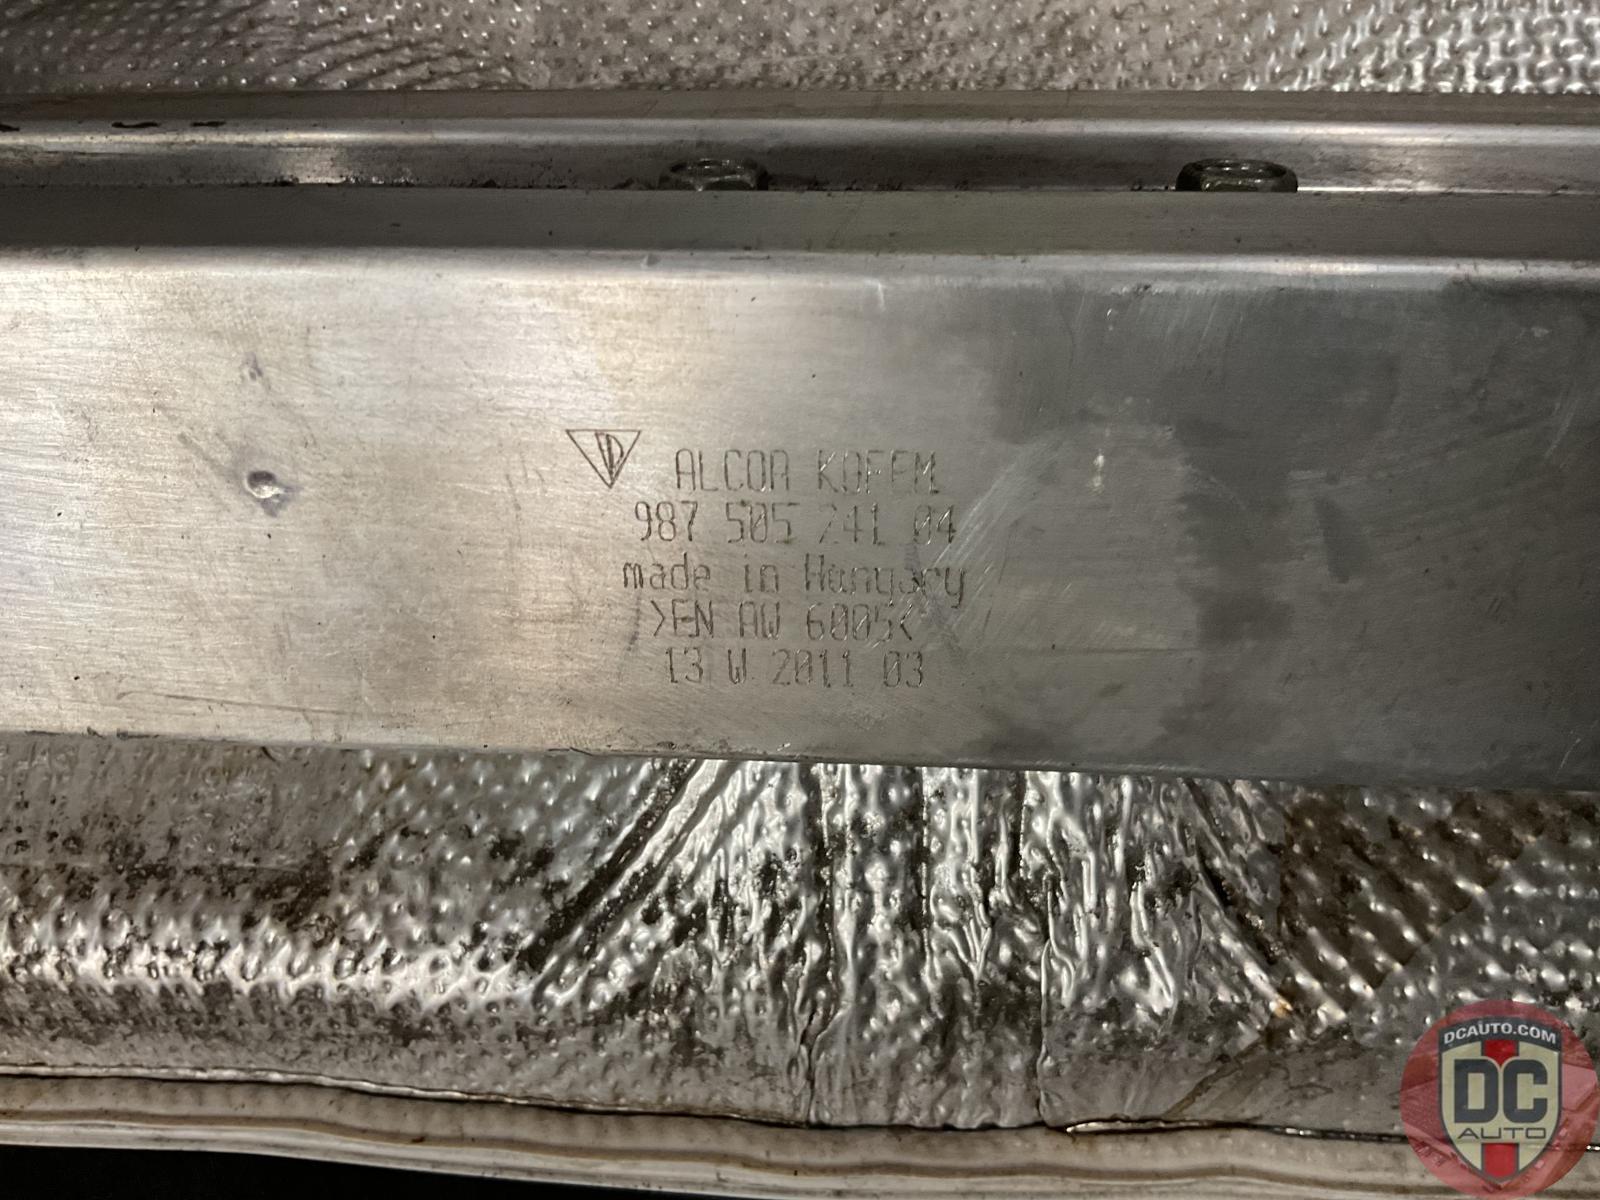 ALCOA KOFEM
987 505 241 04
made in Hungary
>EN AW 6005<
13 W 2011 03
DCAUTO.COM
DC
AUTO